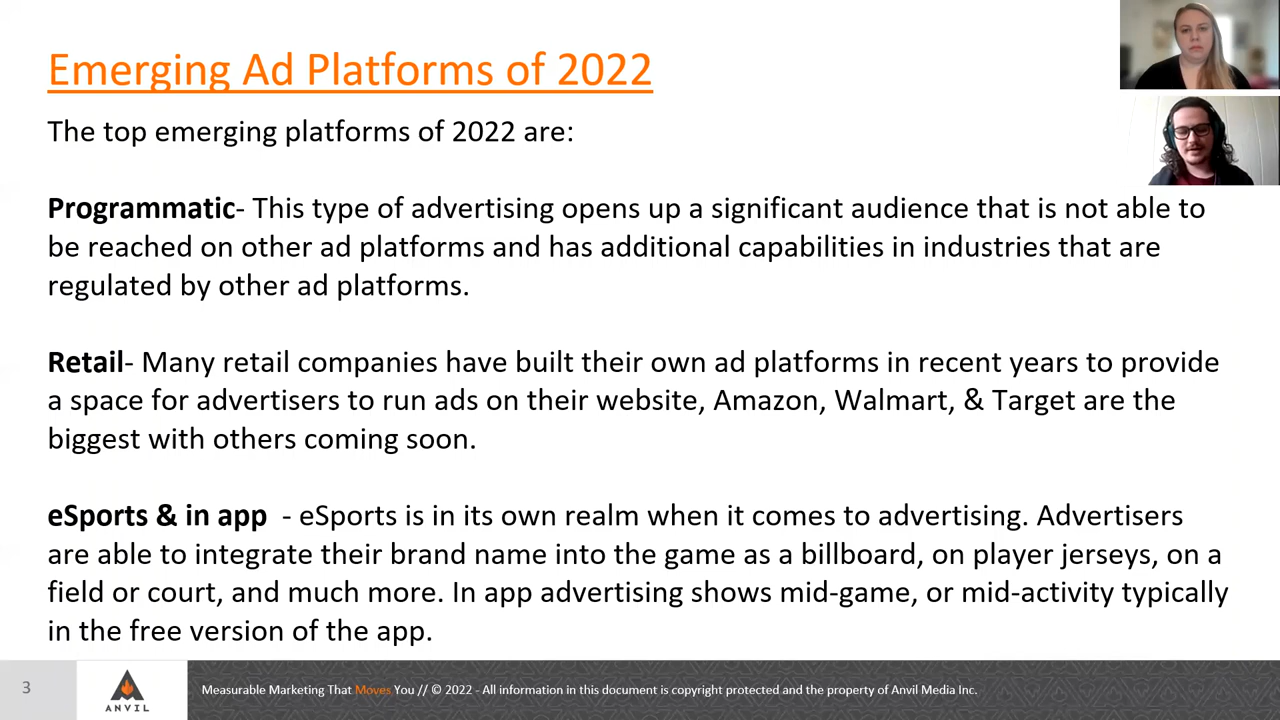 Emerging Ad Platforms of 2022
The top emerging platforms of 2022 are:
Programmatic- This type of advertising opens up a significant audience that is not able to
be reached on other ad platforms and has additional capabilities in industries that are
regulated by other ad platforms.
Retail- Many retail companies have built their own ad platforms in recent years to provide
a space for advertisers to run ads on their website, Amazon, Walmart, & Target are the
biggest with others coming soon.
eSports & in app - eSports is in its own realm when it comes to advertising. Advertisers
are able to integrate their brand name into the game as a billboard, on player jerseys, on a
field or court, and much more. In app advertising shows mid-game, or mid-activity typically
in the free version of the app.
3
ANVIL
Measurable Marketing That Moves You // © 2022 - All information in this document is copyright protected and the property of Anvil Media Inc.